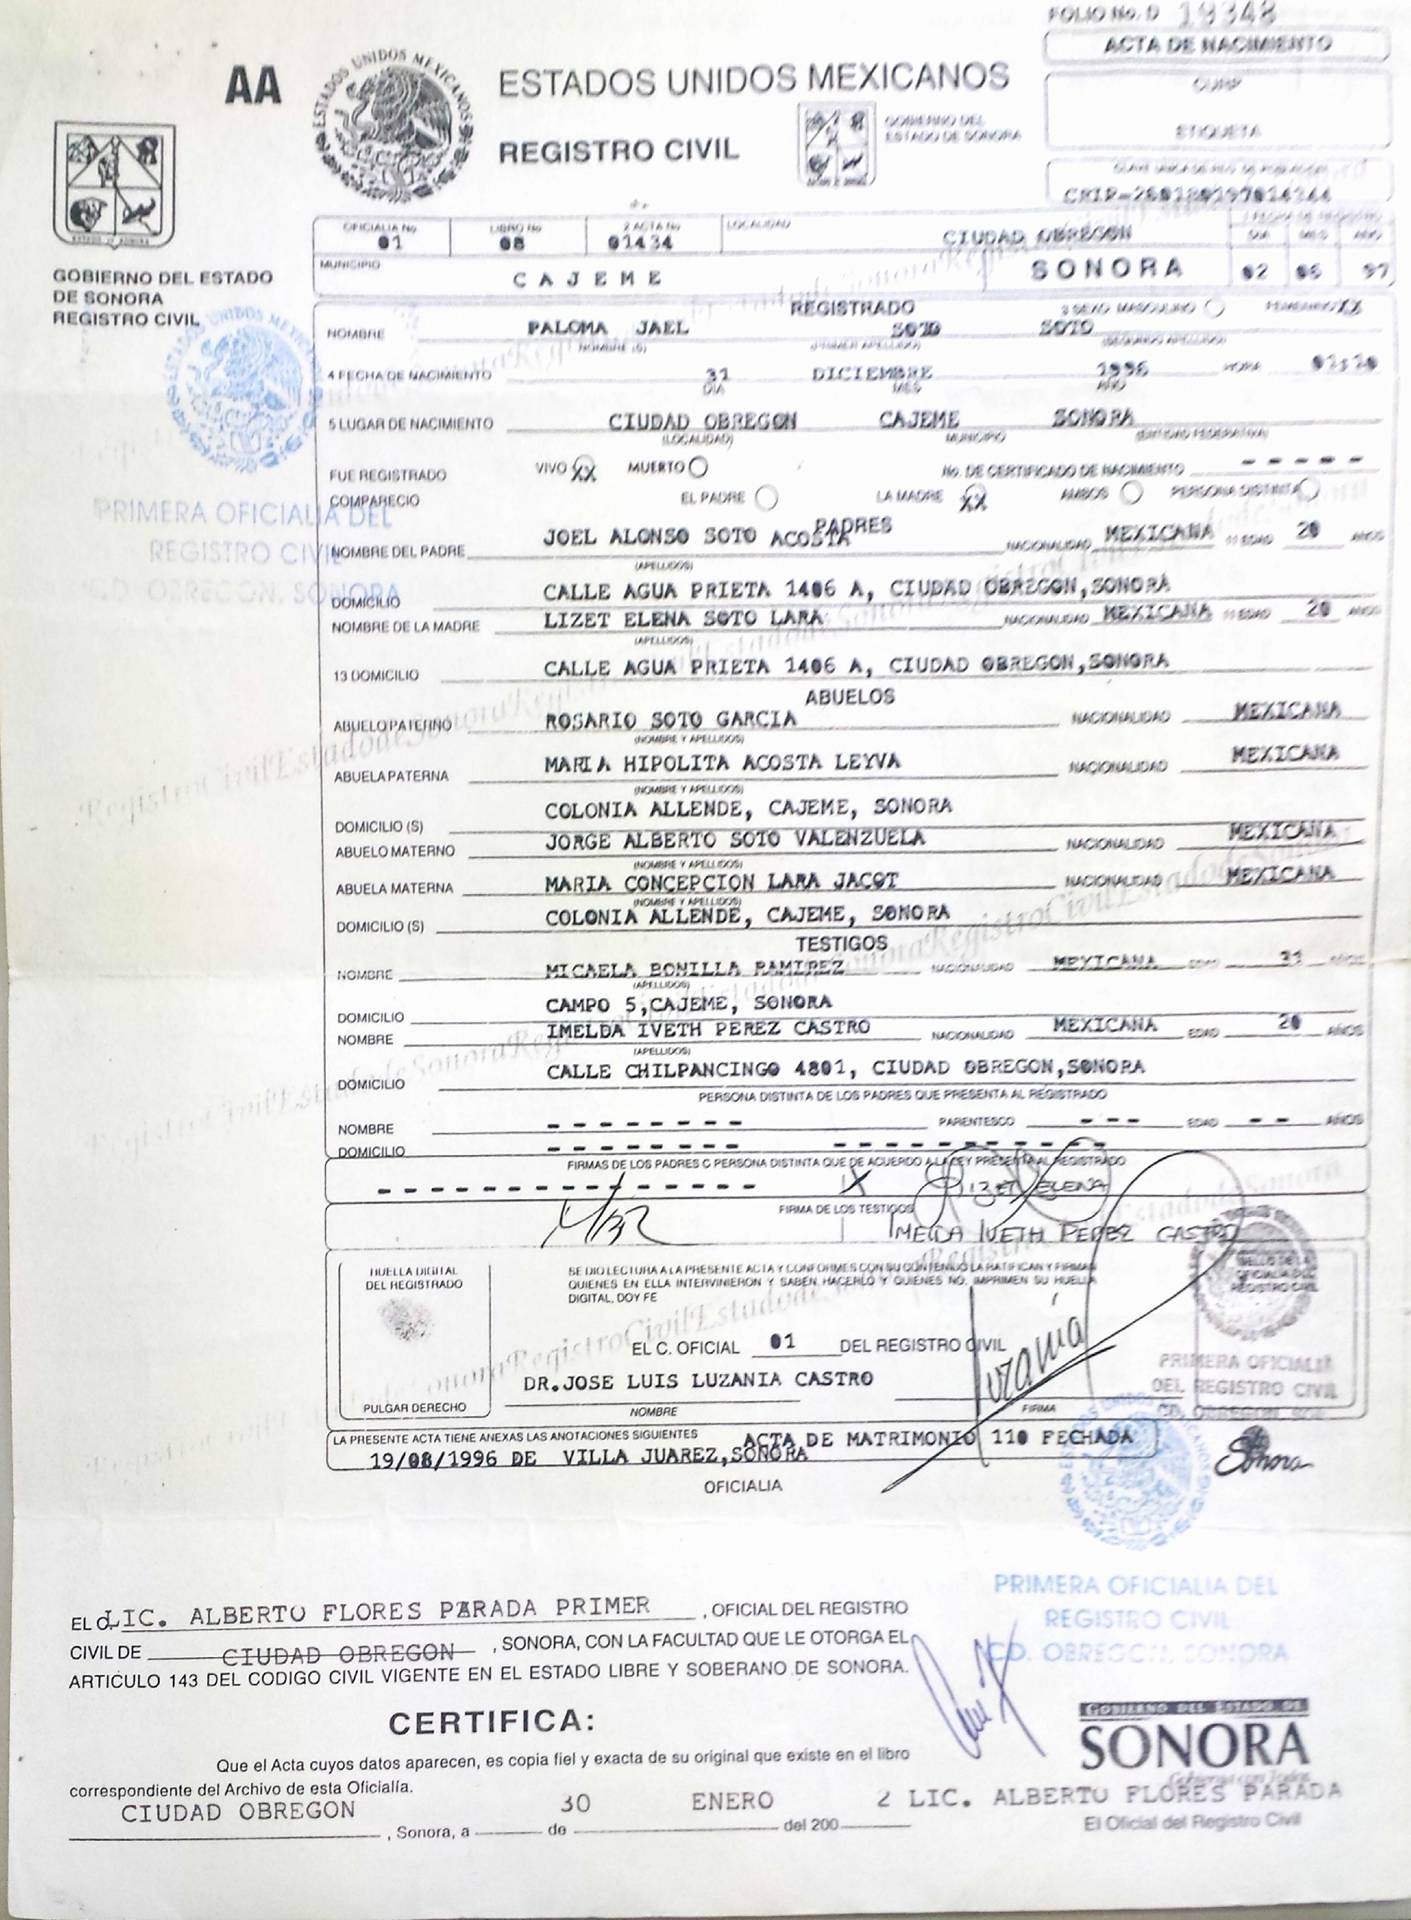 FOLIO No. D 19348
ACTA DE NACIMIENTO
CURP
ETIQUETA
CRIP-260180197014344
AA
ESTADOS UNIDOS MEXICANOS
ESTADOS UNIDOS MEXICANOS
REGISTRO CIVIL
GOBIERNO DEL
ESTADO DE SONORA
ESTADO DE SONORA
GOBIERNO DEL ESTADO
DE SONORA
REGISTRO CIVIL
OFICIALIA No 01 LIBRO No 08 2 ACTA No 01434 LOCALIDAD CIUDAD OBREGON
DIA MES AÑO
MUNICIPIO CAJEME SONORA 02 06 97
REGISTRADO 3 SEXO MASCULINO FEMENINO XX
NOMBRE PALOMA JAEL SOTO SOTO
NOMBRE (S) (PRIMER APELLIDO) (SEGUNDO APELLIDO)
4 FECHA DE NACIMIENTO 31 DICIEMBRE 1996 HORA
DIA MES AÑO
5 LUGAR DE NACIMIENTO CIUDAD OBREGON CAJEME SONORA
(LOCALIDAD) MUNICIPIO (ENTIDAD FEDERATIVA)
FUE REGISTRADO VIVO XX MUERTO No. DE CERTIFICADO DE NACIMIENTO - - - - -
COMPARECIO EL PADRE LA MADRE XX AMBOS PERSONA DISTINTA
PADRES
NOMBRE DEL PADRE JOEL ALONSO SOTO ACOSTA NACIONALIDAD MEXICANA 11 EDAD 20 AÑOS
(APELLIDOS)
DOMICILIO CALLE AGUA PRIETA 1406 A, CIUDAD OBREGON,SONORA
NOMBRE DE LA MADRE LIZET ELENA SOTO LARA NACIONALIDAD MEXICANA 11 EDAD 20 AÑOS
(APELLIDOS)
13 DOMICILIO CALLE AGUA PRIETA 1406 A, CIUDAD OBREGON,SONORA
ABUELOS
ABUELO PATERNO ROSARIO SOTO GARCIA NACIONALIDAD MEXICANA
(NOMBRE Y APELLIDOS)
ABUELA PATERNA MARIA HIPOLITA ACOSTA LEYVA NACIONALIDAD MEXICANA
(NOMBRE Y APELLIDOS)
DOMICILIO (S) COLONIA ALLENDE, CAJEME, SONORA
ABUELO MATERNO JORGE ALBERTO SOTO VALENZUELA NACIONALIDAD MEXICANA
(NOMBRE Y APELLIDOS)
ABUELA MATERNA MARIA CONCEPCION LARA JACOT NACIONALIDAD MEXICANA
(NOMBRE Y APELLIDOS)
DOMICILIO (S) COLONIA ALLENDE, CAJEME, SONORA
TESTIGOS
NOMBRE MICAELA BONILLA RAMIREZ NACIONALIDAD MEXICANA EDAD 31 AÑOS
(APELLIDOS)
DOMICILIO CAMPO 5,CAJEME, SONORA
NOMBRE IMELDA IVETH PEREZ CASTRO NACIONALIDAD MEXICANA EDAD 20 AÑOS
(APELLIDOS)
DOMICILIO CALLE CHILPANCINGO 4801, CIUDAD OBREGON,SONORA
PERSONA DISTINTA DE LOS PADRES QUE PRESENTA AL REGISTRADO
NOMBRE - - - - - - - - PARENTESCO - - - EDAD - - AÑOS
DOMICILIO - - - - - - - - - - - - - - - -
FIRMAS DE LOS PADRES O PERSONA DISTINTA QUE DE ACUERDO A LA LEY PRESENTA AL REGISTRADO
- - - - - - - - - - - - - - X LIZET ELENA
FIRMA DE LOS TESTIGOS
IMELDA IVETH PEREZ CASTRO
HUELLA DIGITAL
DEL REGISTRADO
SE DIO LECTURA A LA PRESENTE ACTA Y CONFORMES CON SU CONTENIDO LA RATIFICAN Y FIRMAN
QUIENES EN ELLA INTERVINIERON Y SABEN HACERLO Y QUIENES NO, IMPRIMEN SU HUELLA
DIGITAL, DOY FE
SELLO DE LA
OFICIALIA DEL
REGISTRO CIVIL
EL C. OFICIAL 01 DEL REGISTRO CIVIL
DR.JOSE LUIS LUZANIA CASTRO
NOMBRE FIRMA
PULGAR DERECHO
PRIMERA OFICIALIA
DEL REGISTRO CIVIL
CD. OBREGON SON.
LA PRESENTE ACTA TIENE ANEXAS LAS ANOTACIONES SIGUIENTES ACTA DE MATRIMONIO 110 FECHADA
19/08/1996 DE VILLA JUAREZ,SONORA
OFICIALIA
Sonora
PRIMERA OFICIALIA DEL
REGISTRO CIVIL
CD. OBREGON, SONORA
EL C. LIC. ALBERTO FLORES PARADA PRIMER , OFICIAL DEL REGISTRO
CIVIL DE CIUDAD OBREGON , SONORA, CON LA FACULTAD QUE LE OTORGA EL
ARTICULO 143 DEL CODIGO CIVIL VIGENTE EN EL ESTADO LIBRE Y SOBERANO DE SONORA.
PRIMERA OFICIALIA DEL
REGISTRO CIVIL
CD. OBREGON, SONORA
CERTIFICA:
Que el Acta cuyos datos aparecen, es copia fiel y exacta de su original que existe en el libro
correspondiente del Archivo de esta Oficialía.
GOBIERNO DEL ESTADO DE
SONORA
CIUDAD OBREGON , Sonora, a 30 de ENERO del 200 2
LIC. ALBERTO FLORES PARADA
El Oficial del Registro Civil